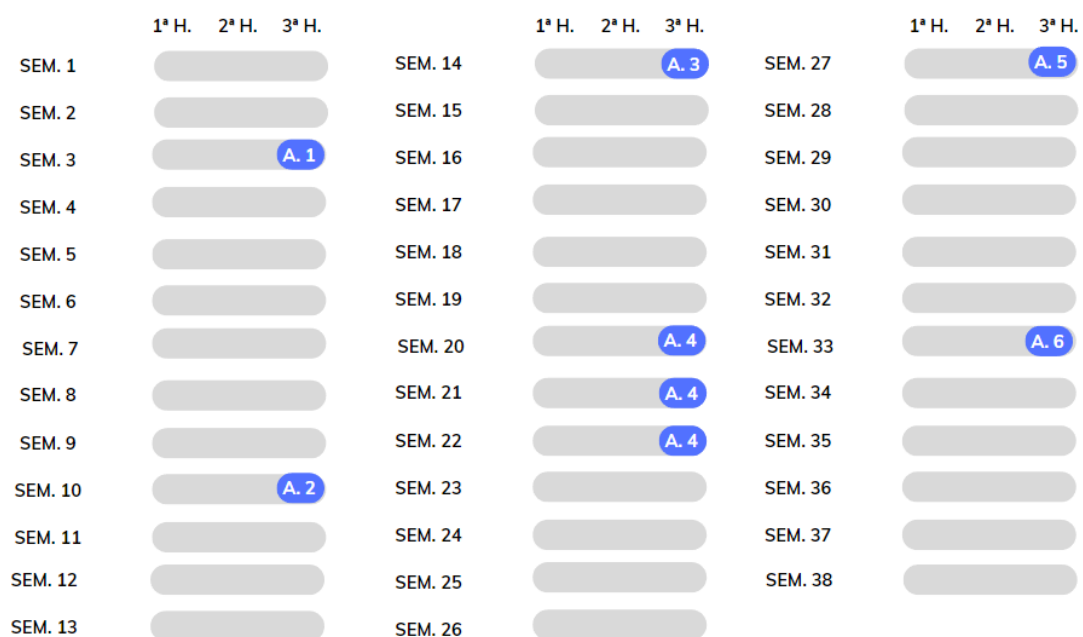 1ª H. 2ª H. 3ª H.
SEM. 1
SEM. 2
SEM. 3 A. 1
SEM. 4
SEM. 5
SEM. 6
SEM. 7
SEM. 8
SEM. 9
SEM. 10 A. 2
SEM. 11
SEM. 12
SEM. 13
1ª H. 2ª H. 3ª H.
SEM. 14 A. 3
SEM. 15
SEM. 16
SEM. 17
SEM. 18
SEM. 19
SEM. 20 A. 4
SEM. 21 A. 4
SEM. 22 A. 4
SEM. 23
SEM. 24
SEM. 25
SEM. 26
1ª H. 2ª H. 3ª H.
SEM. 27 A. 5
SEM. 28
SEM. 29
SEM. 30
SEM. 31
SEM. 32
SEM. 33 A. 6
SEM. 34
SEM. 35
SEM. 36
SEM. 37
SEM. 38